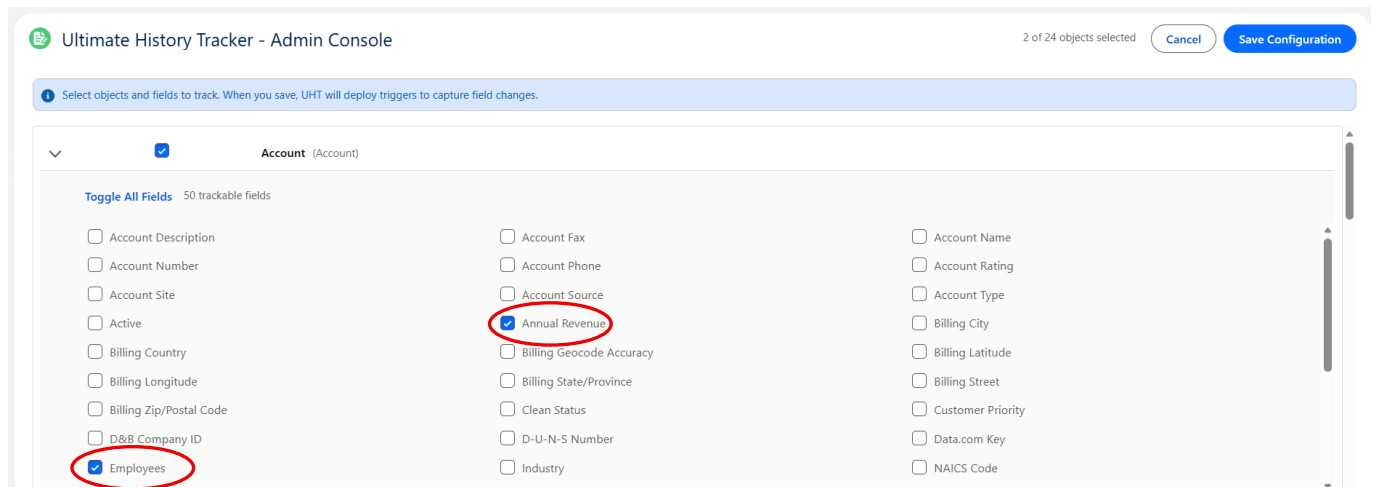 Ultimate History Tracker - Admin Console
2 of 24 objects selected
Cancel
Save Configuration
Select objects and fields to track. When you save, UHT will deploy triggers to capture field changes.
Account (Account)
Toggle All Fields 50 trackable fields
Account Description
Account Fax
Account Name
Account Number
Account Phone
Account Rating
Account Site
Account Source
Account Type
Active
Annual Revenue
Billing City
Billing Country
Billing Geocode Accuracy
Billing Latitude
Billing Longitude
Billing State/Province
Billing Street
Billing Zip/Postal Code
Clean Status
Customer Priority
D&B Company ID
D-U-N-S Number
Data.com Key
Employees
Industry
NAICS Code